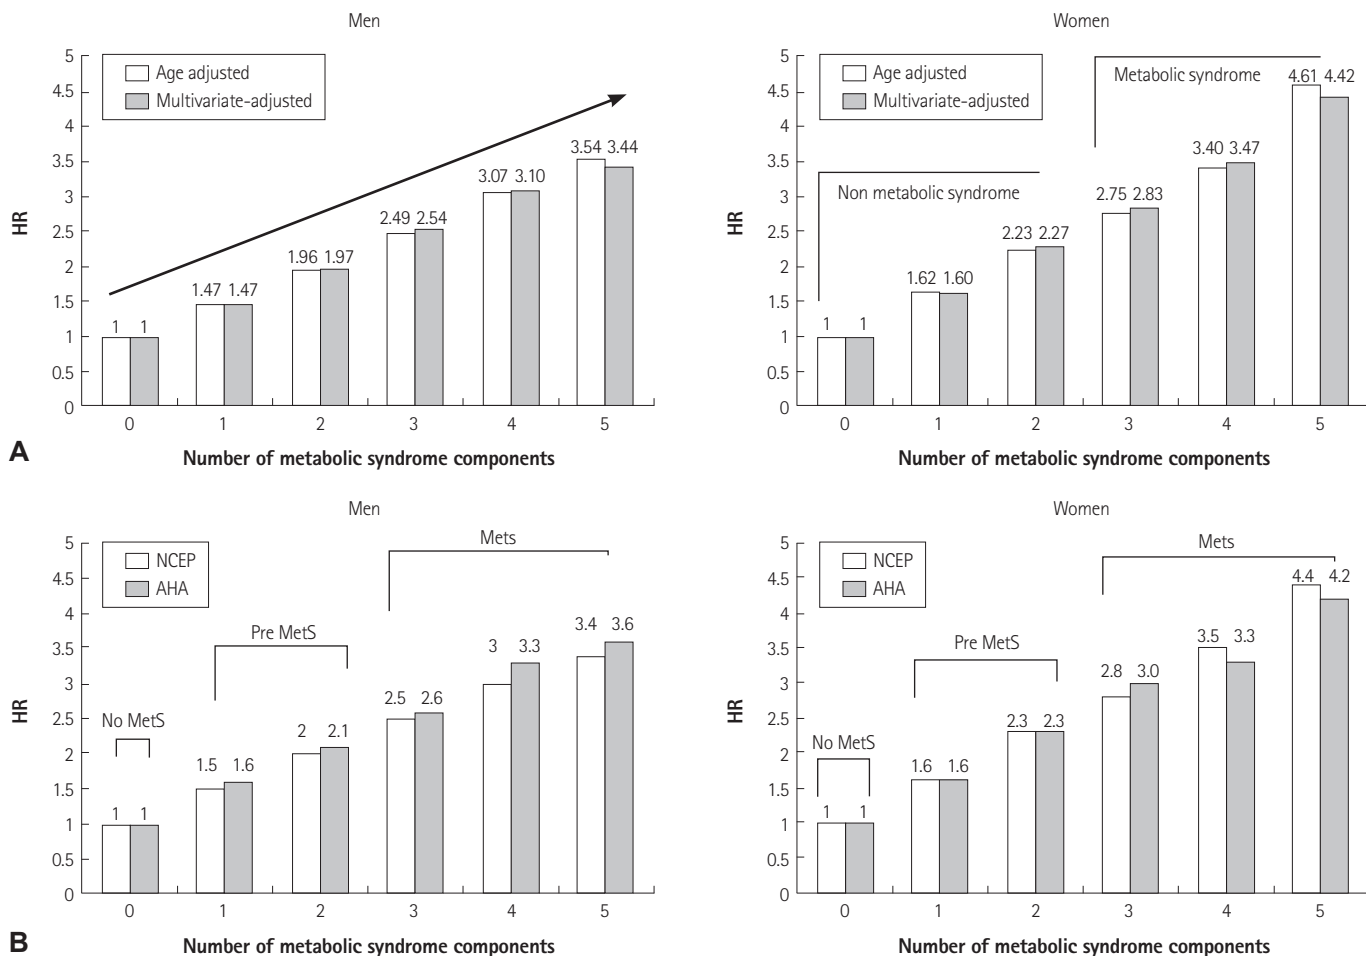 Men
5
4.5
4
3.5
3
2.5
2
1.5
1
0.5
0
HR
Age adjusted
Multivariate-adjusted
1 1
1.47 1.47
1.96 1.97
2.49 2.54
3.07 3.10
3.54 3.44
0 1 2 3 4 5
Number of metabolic syndrome components
A
Women
5
4.5
4
3.5
3
2.5
2
1.5
1
0.5
0
HR
Age adjusted
Multivariate-adjusted
Metabolic syndrome
Non metabolic syndrome
1 1
1.62 1.60
2.23 2.27
2.75 2.83
3.40 3.47
4.61 4.42
0 1 2 3 4 5
Number of metabolic syndrome components
Men
5
4.5
4
3.5
3
2.5
2
1.5
1
0.5
0
HR
NCEP
AHA
Mets
Pre MetS
No MetS
1 1
1.5 1.6
2 2.1
2.5 2.6
3 3.3
3.4 3.6
0 1 2 3 4 5
Number of metabolic syndrome components
B
Women
5
4.5
4
3.5
3
2.5
2
1.5
1
0.5
0
HR
NCEP
AHA
Mets
Pre MetS
No MetS
1 1
1.6 1.6
2.3 2.3
2.8 3.0
3.5 3.3
4.4 4.2
0 1 2 3 4 5
Number of metabolic syndrome components